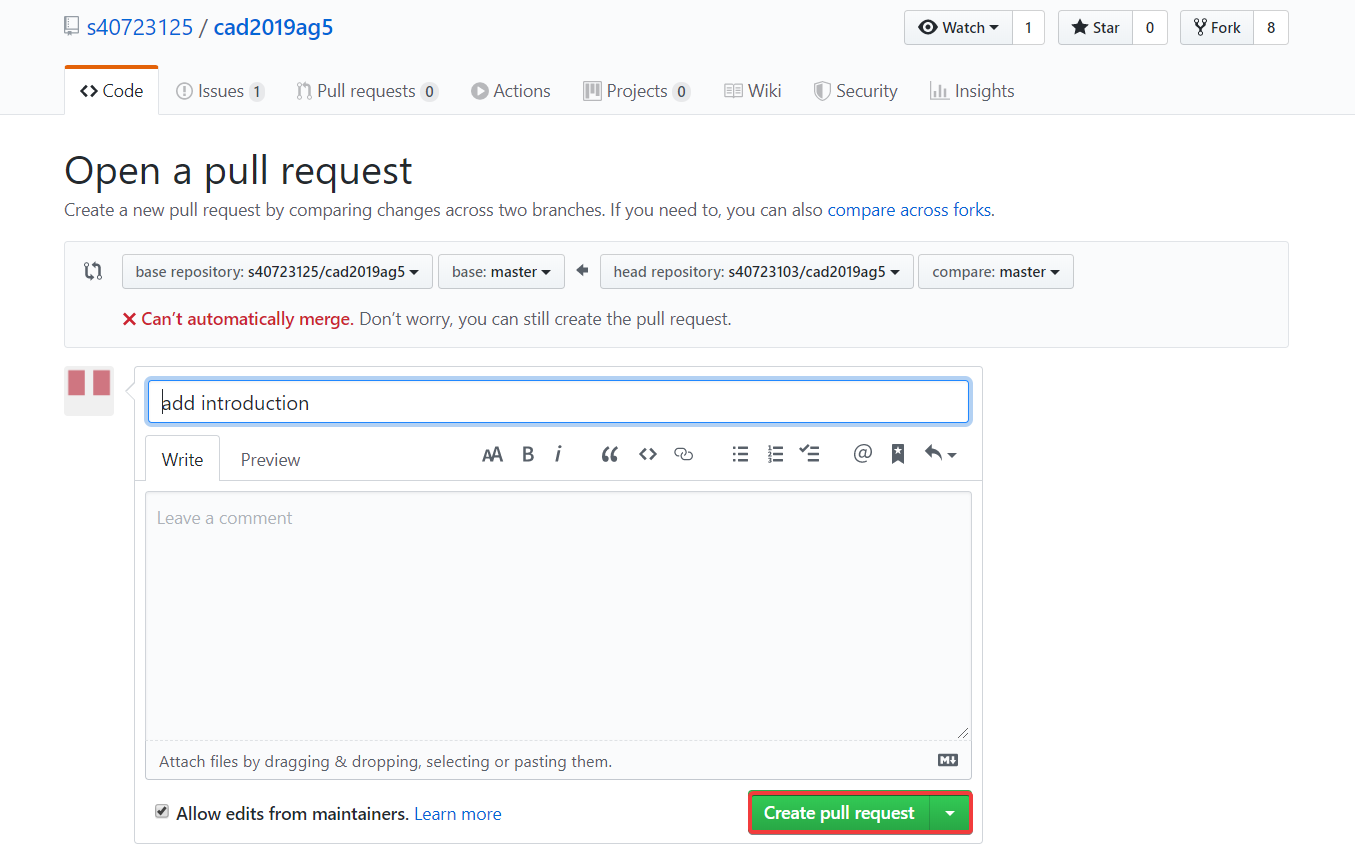 s40723125 / cad2019ag5
Watch 1 Star 0 Fork 8
Code Issues 1 Pull requests 0 Actions Projects 0 Wiki Security Insights
Open a pull request
Create a new pull request by comparing changes across two branches. If you need to, you can also compare across forks.
base repository: s40723125/cad2019ag5 base: master head repository: s40723103/cad2019ag5 compare: master
Can’t automatically merge. Don’t worry, you can still create the pull request.
add introduction
Write Preview AA B i @
Leave a comment
Attach files by dragging & dropping, selecting or pasting them.
Allow edits from maintainers. Learn more Create pull request